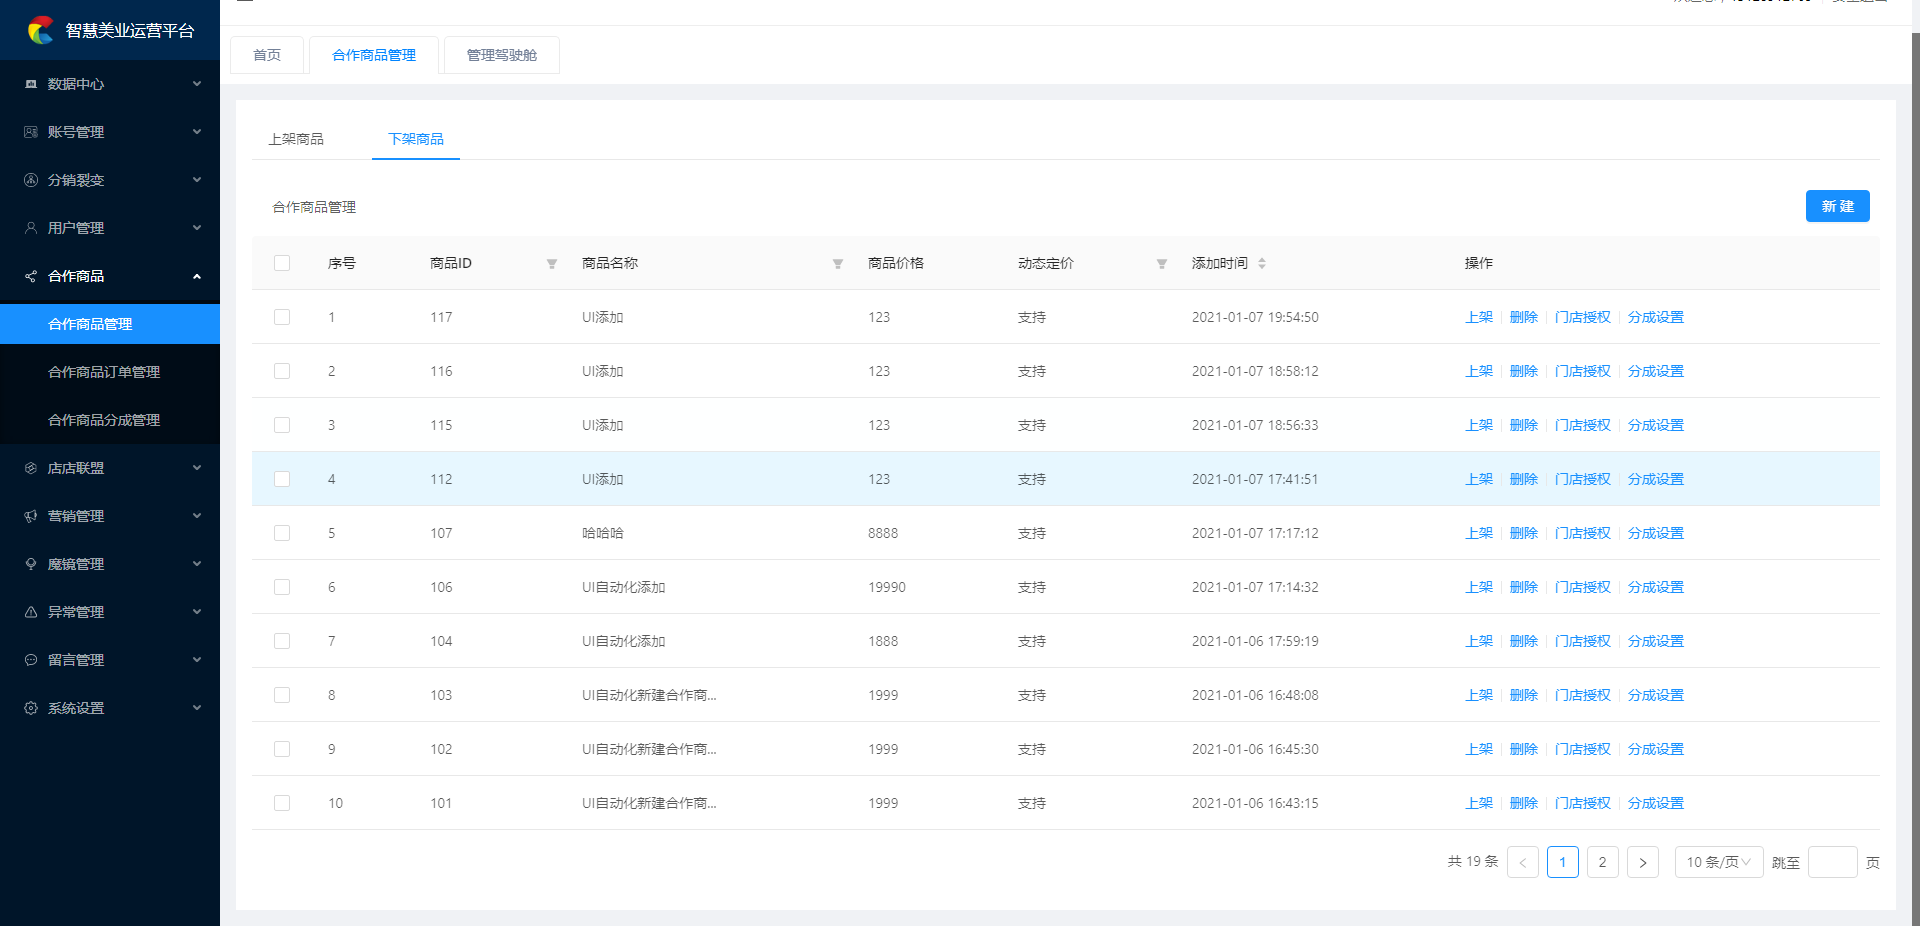 智慧美业运营平台
首页 合作商品管理 管理驾驶舱
数据中心
账号管理
分销裂变
用户管理
合作商品
合作商品管理
合作商品订单管理
合作商品分成管理
店店联盟
营销管理
魔镜管理
异常管理
留言管理
系统设置
上架商品 下架商品
合作商品管理 新 建
序号 商品ID 商品名称 商品价格 动态定价 添加时间 操作
1 117 UI添加 123 支持 2021-01-07 19:54:50 上架 删除 门店授权 分成设置
2 116 UI添加 123 支持 2021-01-07 18:58:12 上架 删除 门店授权 分成设置
3 115 UI添加 123 支持 2021-01-07 18:56:33 上架 删除 门店授权 分成设置
4 112 UI添加 123 支持 2021-01-07 17:41:51 上架 删除 门店授权 分成设置
5 107 哈哈哈 8888 支持 2021-01-07 17:17:12 上架 删除 门店授权 分成设置
6 106 UI自动化添加 19990 支持 2021-01-07 17:14:32 上架 删除 门店授权 分成设置
7 104 UI自动化添加 1888 支持 2021-01-06 17:59:19 上架 删除 门店授权 分成设置
8 103 UI自动化新建合作商... 1999 支持 2021-01-06 16:48:08 上架 删除 门店授权 分成设置
9 102 UI自动化新建合作商... 1999 支持 2021-01-06 16:45:30 上架 删除 门店授权 分成设置
10 101 UI自动化新建合作商... 1999 支持 2021-01-06 16:43:15 上架 删除 门店授权 分成设置
共 19 条 < 1 2 > 10 条/页 跳至 页